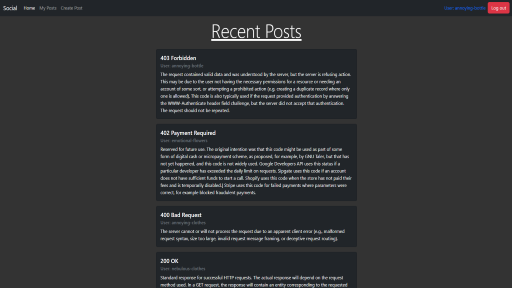 Social Home My Posts Create Post User: annoying-battle Log out
Recent Posts
403 Forbidden
User: annoying-battle
The request contained valid data and was understood by the server, but the server is refusing action.
This may be due to the user not having the necessary permissions for a resource or needing an
account of some sort, or attempting a prohibited action (e.g. creating a duplicate record where only
one is allowed). This code is also typically used if the request provided authentication by answering
the WWW-Authenticate header field challenge, but the server did not accept that authentication.
The request should not be repeated.
402 Payment Required
User: emotional-flowers
Reserved for future use. The original intention was that this code might be used as part of some
form of digital cash or micropayment scheme, as proposed, for example, by GNU Taler, but that has
not yet happened, and this code is not widely used. Google Developers API uses this status if a
particular developer has exceeded the daily limit on requests. Sipgate uses this code if an account
does not have sufficient funds to start a call. Shopify uses this code when the store has not paid their
fees and is temporarily disabled.] Stripe uses this code for failed payments where parameters were
correct, for example blocked fraudulent payments.
400 Bad Request
User: annoying-clothes
The server cannot or will not process the request due to an apparent client error (e.g., malformed
request syntax, size too large, invalid request message framing, or deceptive request routing).
200 OK
User: clothes
Standard response for successful HTTP requests. The actual response will depend on the request
method used. In a GET request, the response will contain an entity corresponding to the requested